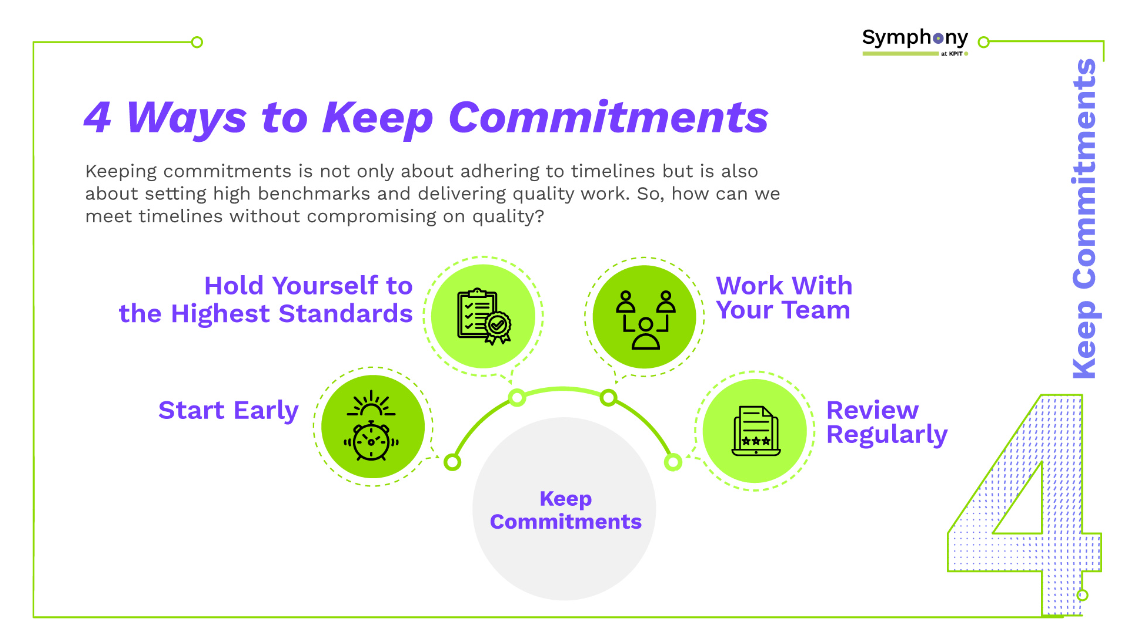 Symphony
at KPIT
4 Ways to Keep Commitments
Keeping commitments is not only about adhering to timelines but is also
about setting high benchmarks and delivering quality work. So, how can we
meet timelines without compromising on quality?
Hold Yourself to
the Highest Standards
Work With
Your Team
Start Early
Review
Regularly
Keep
Commitments
Keep Commitments
4